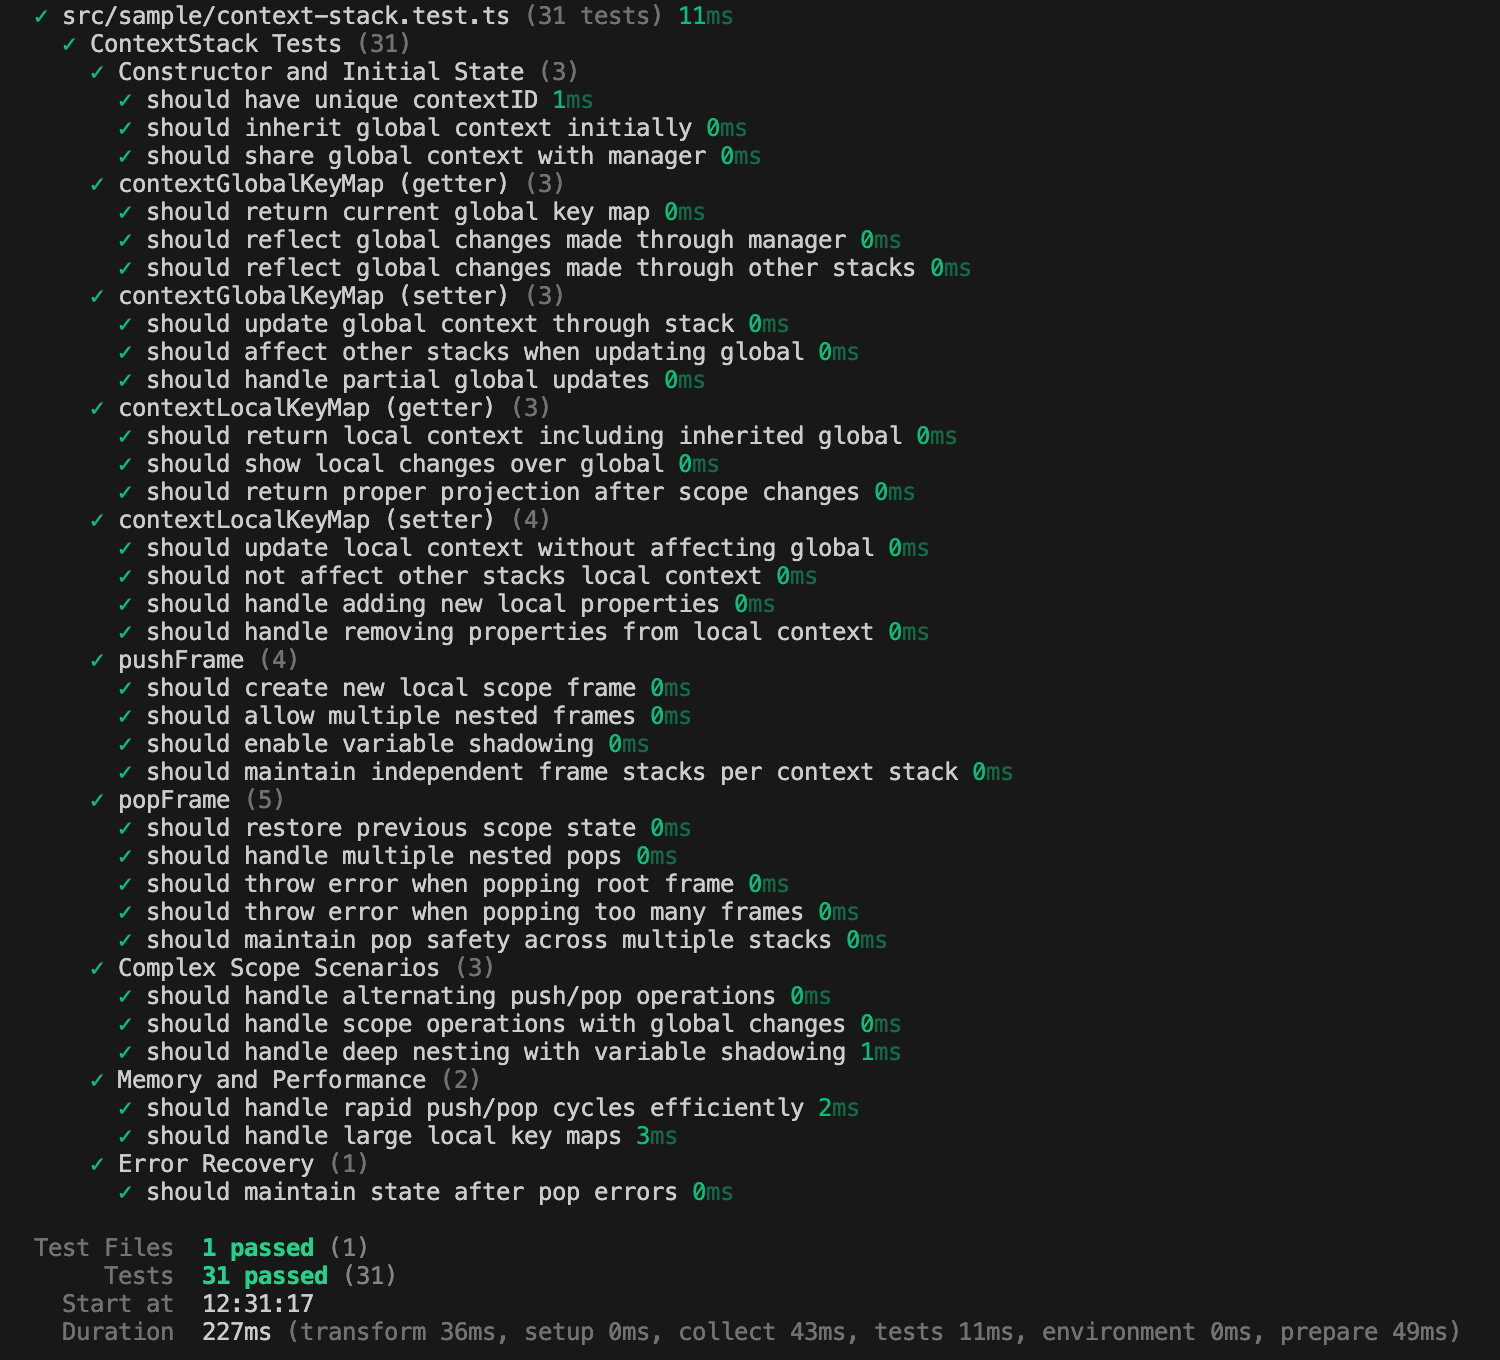 ✓ src/sample/context-stack.test.ts (31 tests) 11ms
✓ ContextStack Tests (31)
✓ Constructor and Initial State (3)
✓ should have unique contextID 1ms
✓ should inherit global context initially 0ms
✓ should share global context with manager 0ms
✓ contextGlobalKeyMap (getter) (3)
✓ should return current global key map 0ms
✓ should reflect global changes made through manager 0ms
✓ should reflect global changes made through other stacks 0ms
✓ contextGlobalKeyMap (setter) (3)
✓ should update global context through stack 0ms
✓ should affect other stacks when updating global 0ms
✓ should handle partial global updates 0ms
✓ contextLocalKeyMap (getter) (3)
✓ should return local context including inherited global 0ms
✓ should show local changes over global 0ms
✓ should return proper projection after scope changes 0ms
✓ contextLocalKeyMap (setter) (4)
✓ should update local context without affecting global 0ms
✓ should not affect other stacks local context 0ms
✓ should handle adding new local properties 0ms
✓ should handle removing properties from local context 0ms
✓ pushFrame (4)
✓ should create new local scope frame 0ms
✓ should allow multiple nested frames 0ms
✓ should enable variable shadowing 0ms
✓ should maintain independent frame stacks per context stack 0ms
✓ popFrame (5)
✓ should restore previous scope state 0ms
✓ should handle multiple nested pops 0ms
✓ should throw error when popping root frame 0ms
✓ should throw error when popping too many frames 0ms
✓ should maintain pop safety across multiple stacks 0ms
✓ Complex Scope Scenarios (3)
✓ should handle alternating push/pop operations 0ms
✓ should handle scope operations with global changes 0ms
✓ should handle deep nesting with variable shadowing 1ms
✓ Memory and Performance (2)
✓ should handle rapid push/pop cycles efficiently 2ms
✓ should handle large local key maps 3ms
✓ Error Recovery (1)
✓ should maintain state after pop errors 0ms
Test Files 1 passed (1)
Tests 31 passed (31)
Start at 12:31:17
Duration 227ms (transform 36ms, setup 0ms, collect 43ms, tests 11ms, environment 0ms, prepare 49ms)